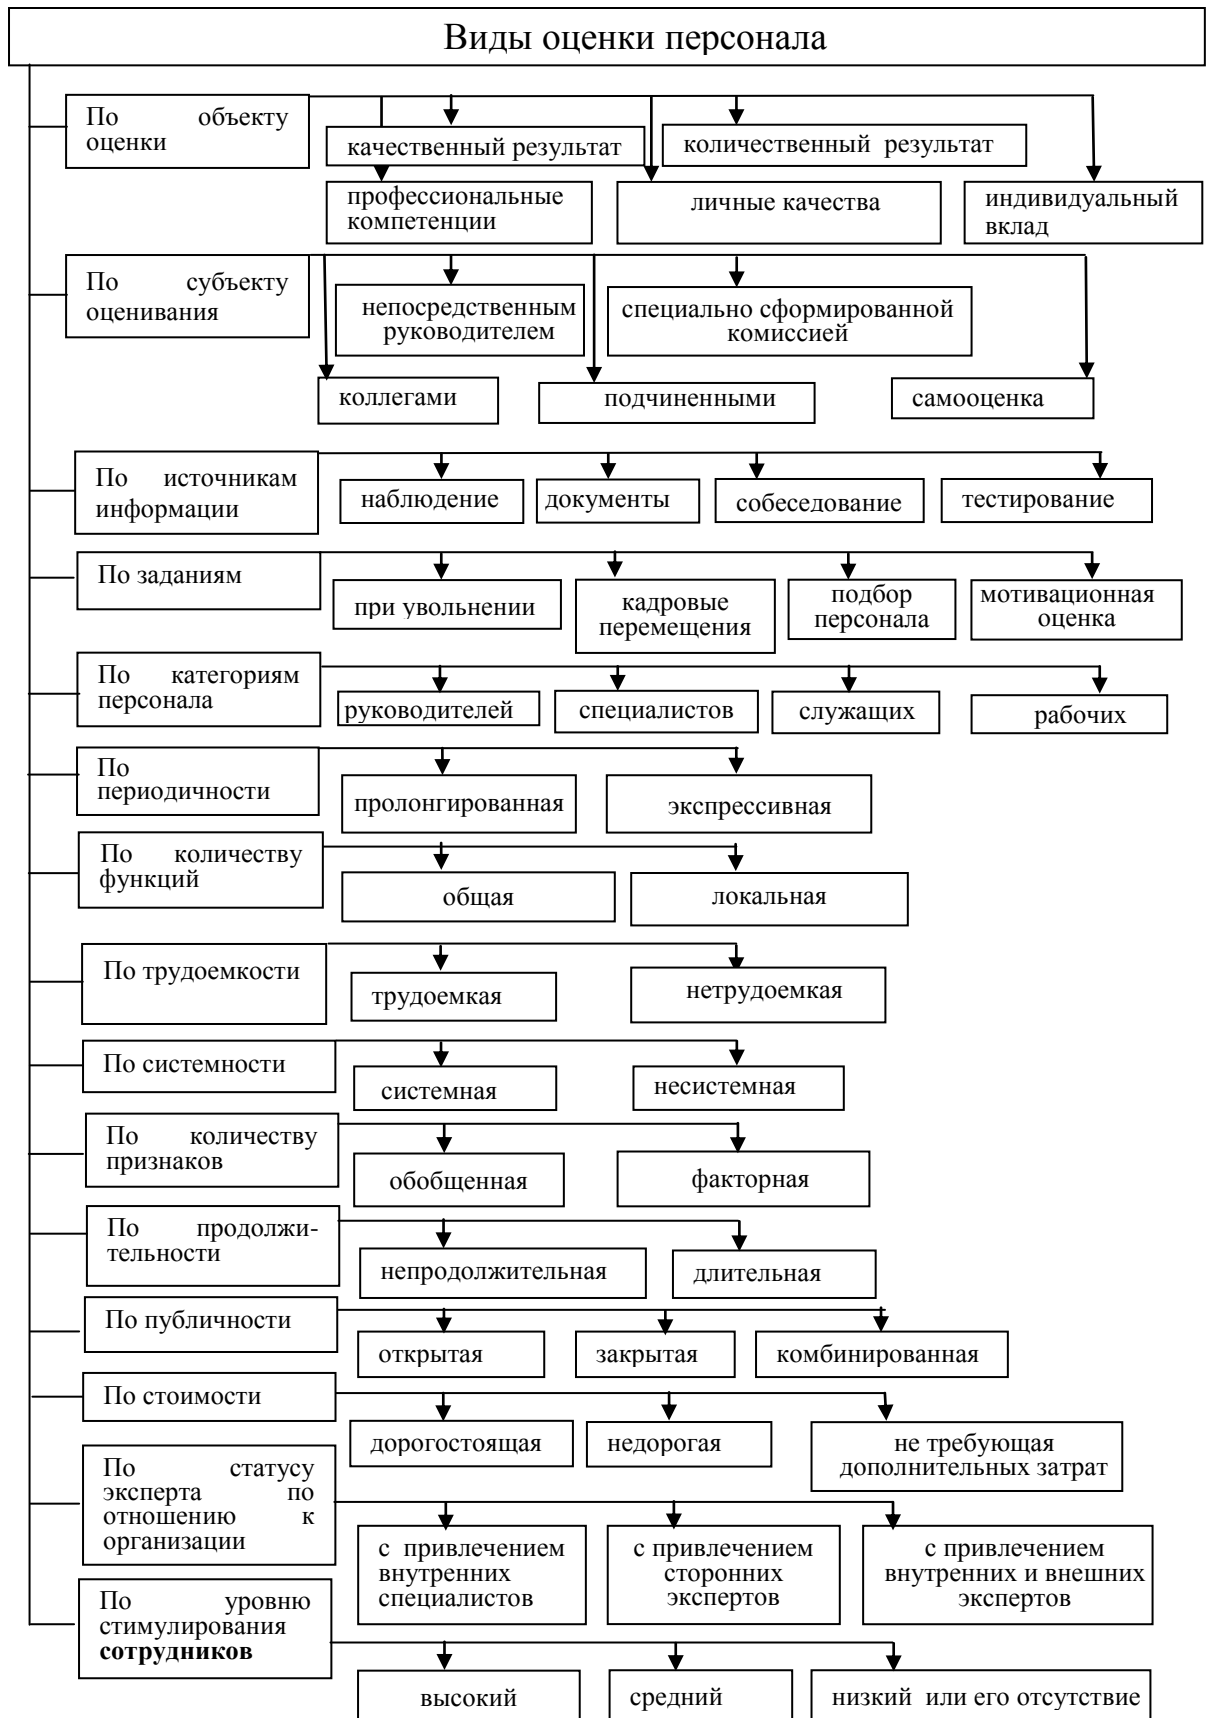 Виды оценки персонала
По объекту
оценки
качественный результат
количественный результат
профессиональные
компетенции
личные качества
индивидуальный
вклад
По субъекту
оценивания
непосредственным
руководителем
специально сформированной
комиссией
коллегами
подчиненными
самооценка
По источникам
информации
наблюдение
документы
собеседование
тестирование
По заданиям
при увольнении
кадровые
перемещения
подбор
персонала
мотивационная
оценка
По категориям
персонала
руководителей
специалистов
служащих
рабочих
По
периодичности
пролонгированная
экспрессивная
По количеству
функций
общая
локальная
По трудоемкости
трудоемкая
нетрудоемкая
По системности
системная
несистемная
По количеству
признаков
обобщенная
факторная
По продолжи-
тельности
непродолжительная
длительная
По публичности
открытая
закрытая
комбинированная
По стоимости
дорогостоящая
недорогая
не требующая
дополнительных затрат
По статусу
эксперта по
отношению к
организации
с привлечением
внутренних
специалистов
с привлечением
сторонних
экспертов
с привлечением
внутренних и внешних
экспертов
По уровню
стимулирования
сотрудников
высокий
средний
низкий или его отсутствие